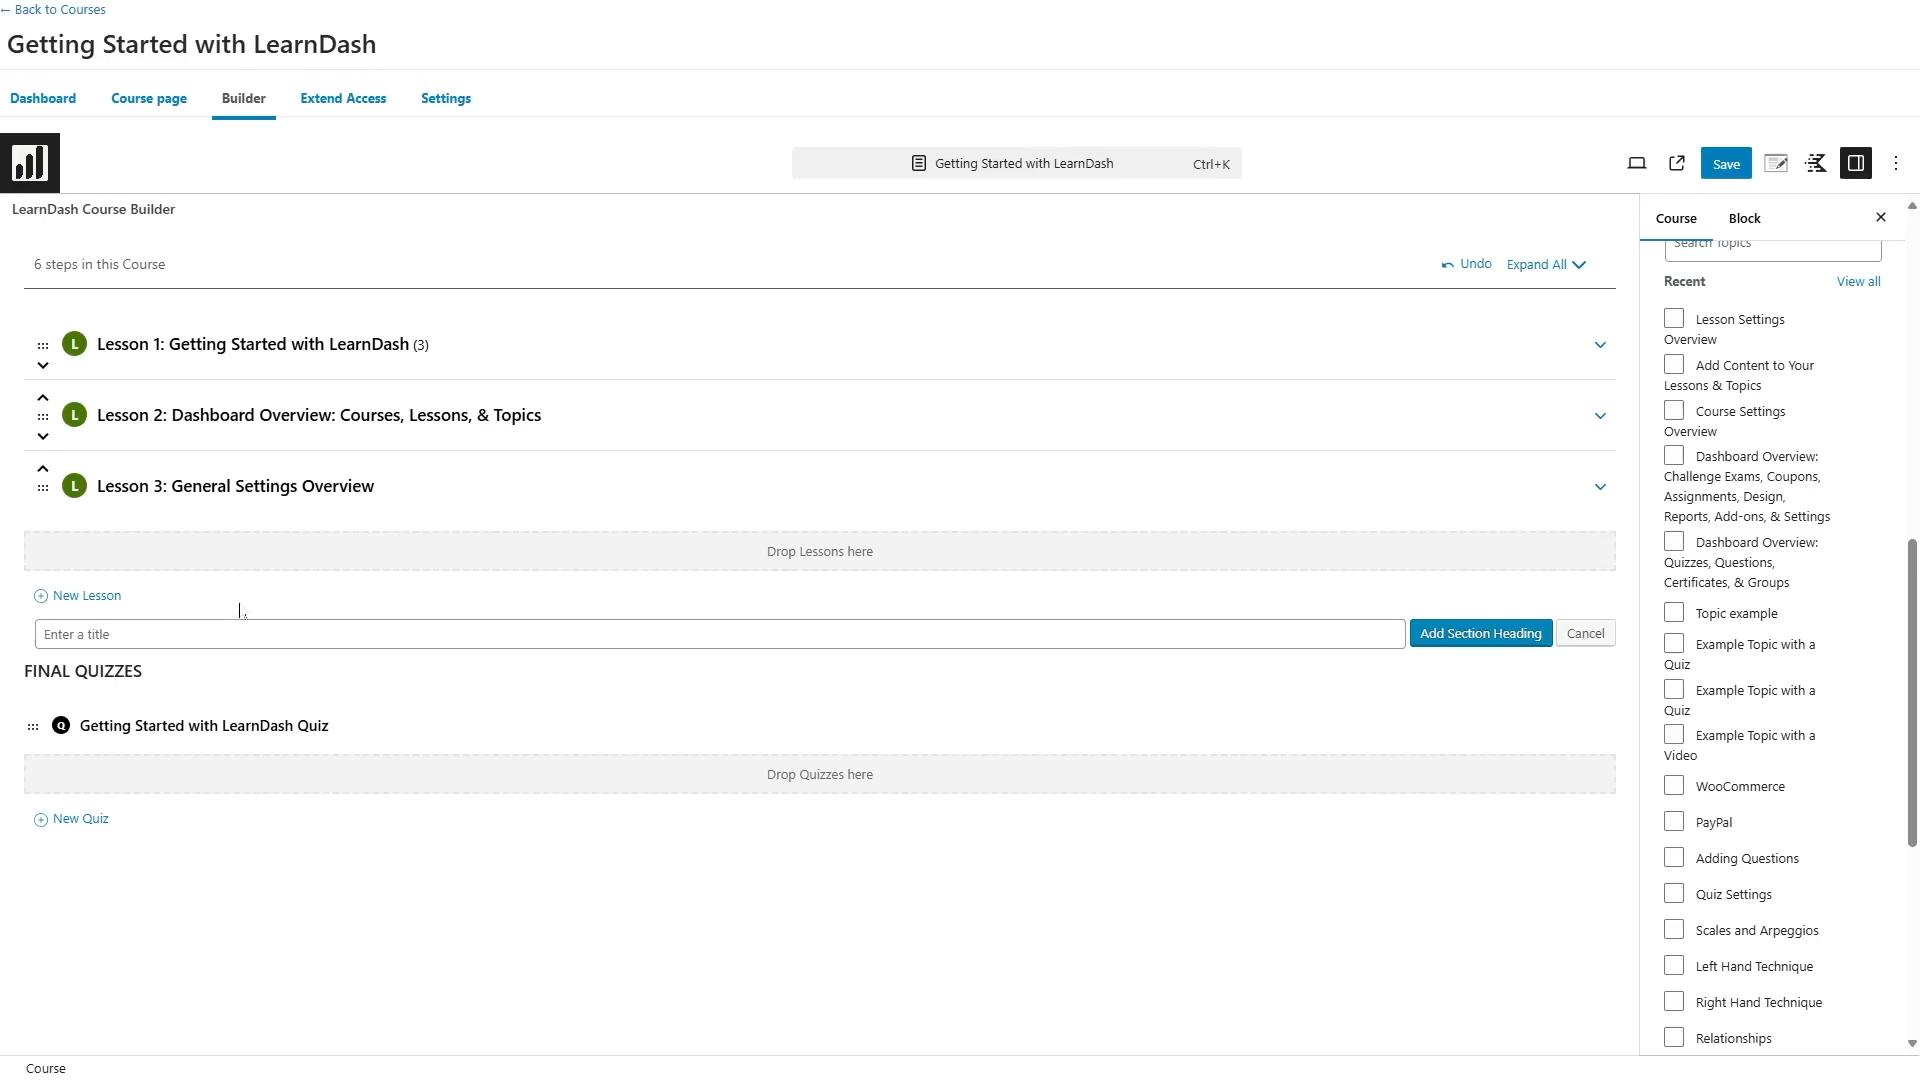 ← Back to Courses
Getting Started with LearnDash
Dashboard
Course page
Builder
Extend Access
Settings
Getting Started with LearnDash
Ctrl+K
Save
LearnDash Course Builder
6 steps in this Course
Undo
Expand All
L
Lesson 1: Getting Started with LearnDash (3)
L
Lesson 2: Dashboard Overview: Courses, Lessons, & Topics
L
Lesson 3: General Settings Overview
Drop Lessons here
New Lesson
Enter a title
Add Section Heading
Cancel
FINAL QUIZZES
Q
Getting Started with LearnDash Quiz
Drop Quizzes here
New Quiz
Course
Block
Search Topics
Recent
View all
Lesson Settings
Overview
Add Content to Your
Lessons & Topics
Course Settings
Overview
Dashboard Overview:
Challenge Exams, Coupons,
Assignments, Design,
Reports, Add-ons, & Settings
Dashboard Overview:
Quizzes, Questions,
Certificates, & Groups
Topic example
Example Topic with a
Quiz
Example Topic with a
Quiz
Example Topic with a
Video
WooCommerce
PayPal
Adding Questions
Quiz Settings
Scales and Arpeggios
Left Hand Technique
Right Hand Technique
Relationships
Course